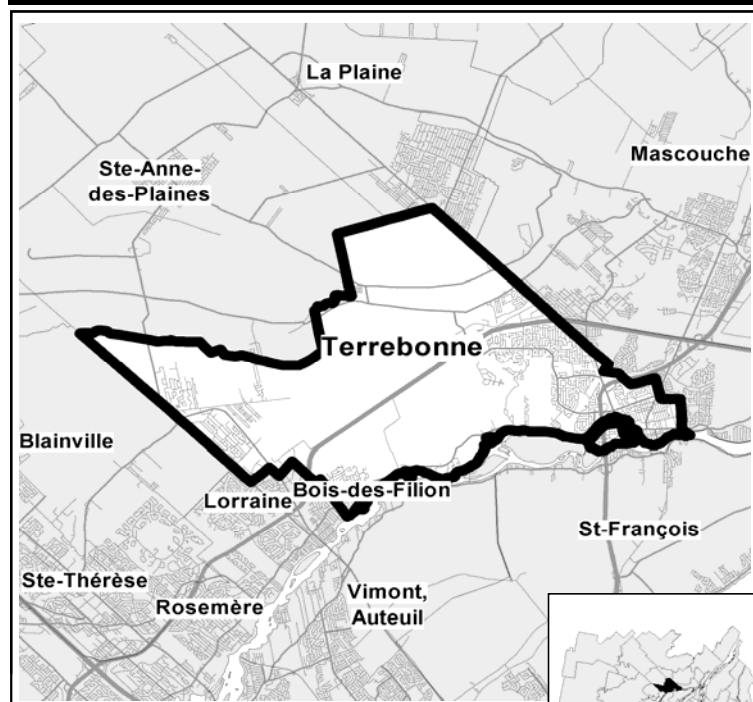 La Plaine
Mascouche
Ste-Anne-
des-Plaines
Terrebonne
Blainville
Lorraine
Bois-des-Filion
St-François
Ste-Thérèse
Rosemère
Vimont,
Auteuil